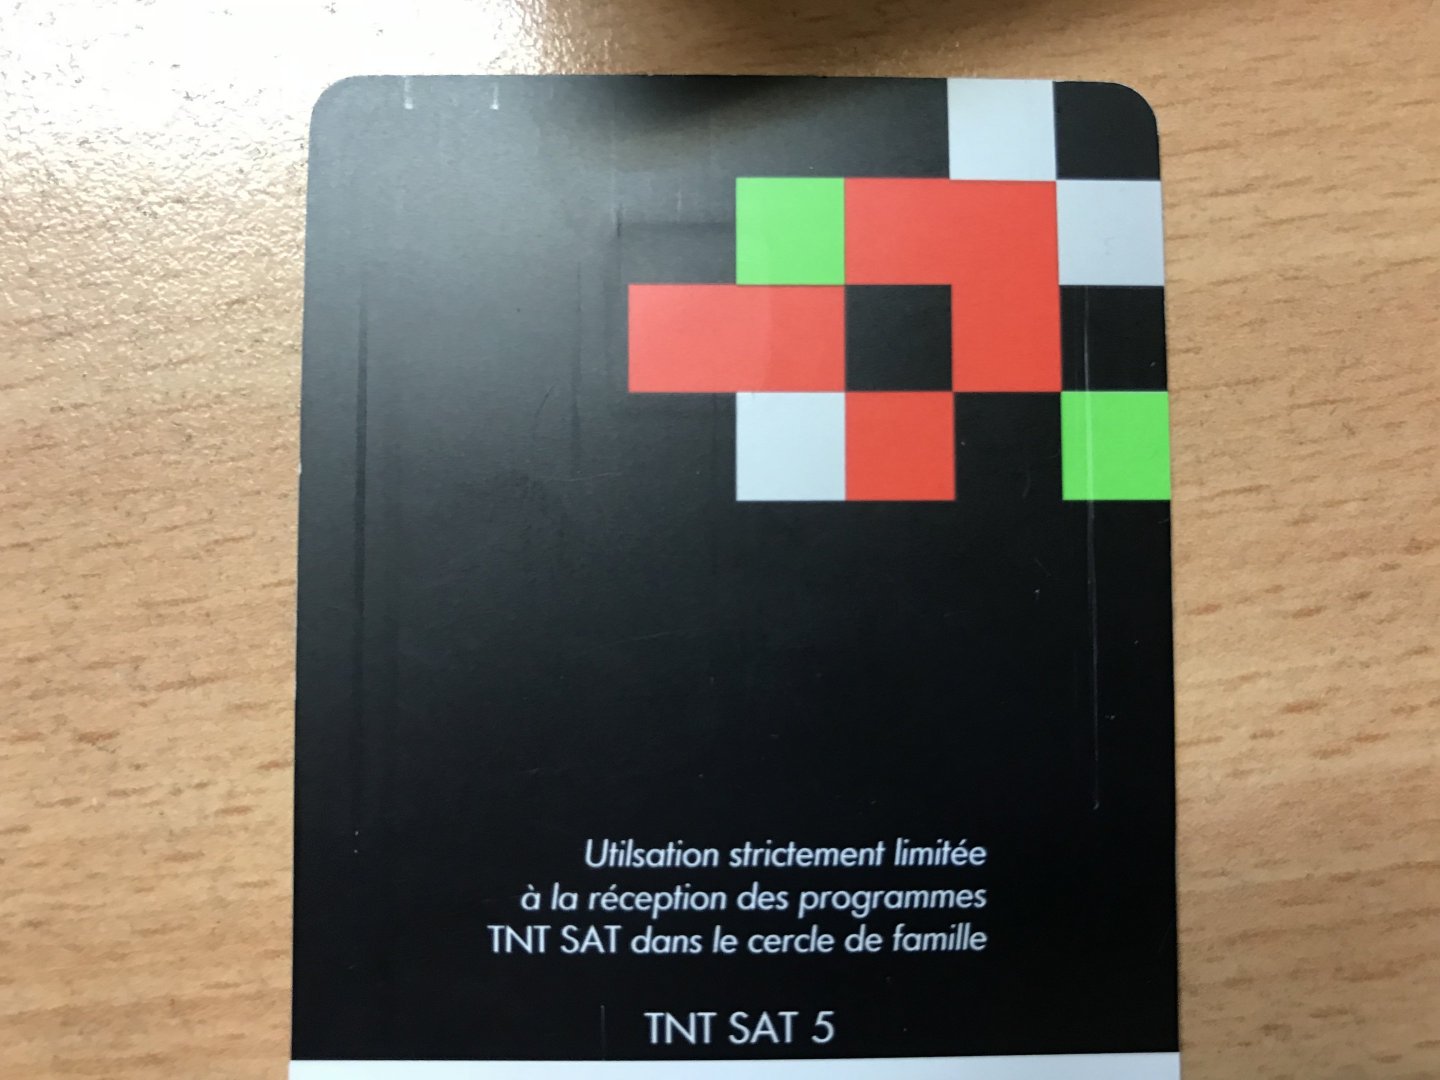 Utilsation strictement limitée
à la réception des programmes
TNT SAT dans le cercle de famille
TNT SAT 5